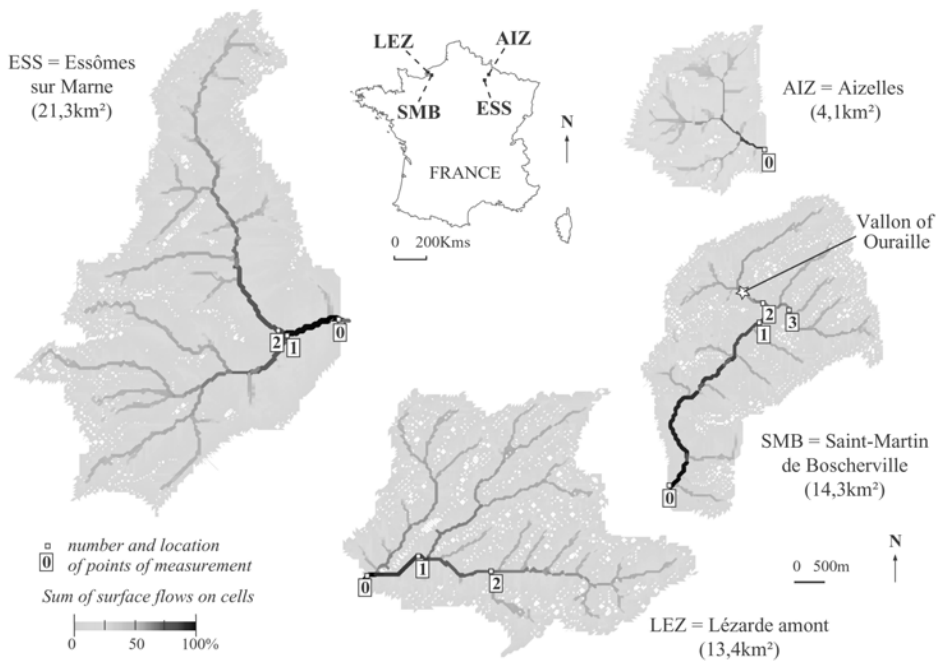 ESS = Essômes
sur Marne
(21,3km²)
LEZ
AIZ
SMB
ESS
FRANCE
N
0 200Kms
AIZ = Aizelles
(4,1km²)
0
Vallon of
Ouraille
2
1
3
0
SMB = Saint-Martin
de Boscherville
(14,3km²)
2
1
0
0
1
2
0
number and location
of points of measurement
Sum of surface flows on cells
0 50 100%
N
0 500m
LEZ = Lézarde amont
(13,4km²)